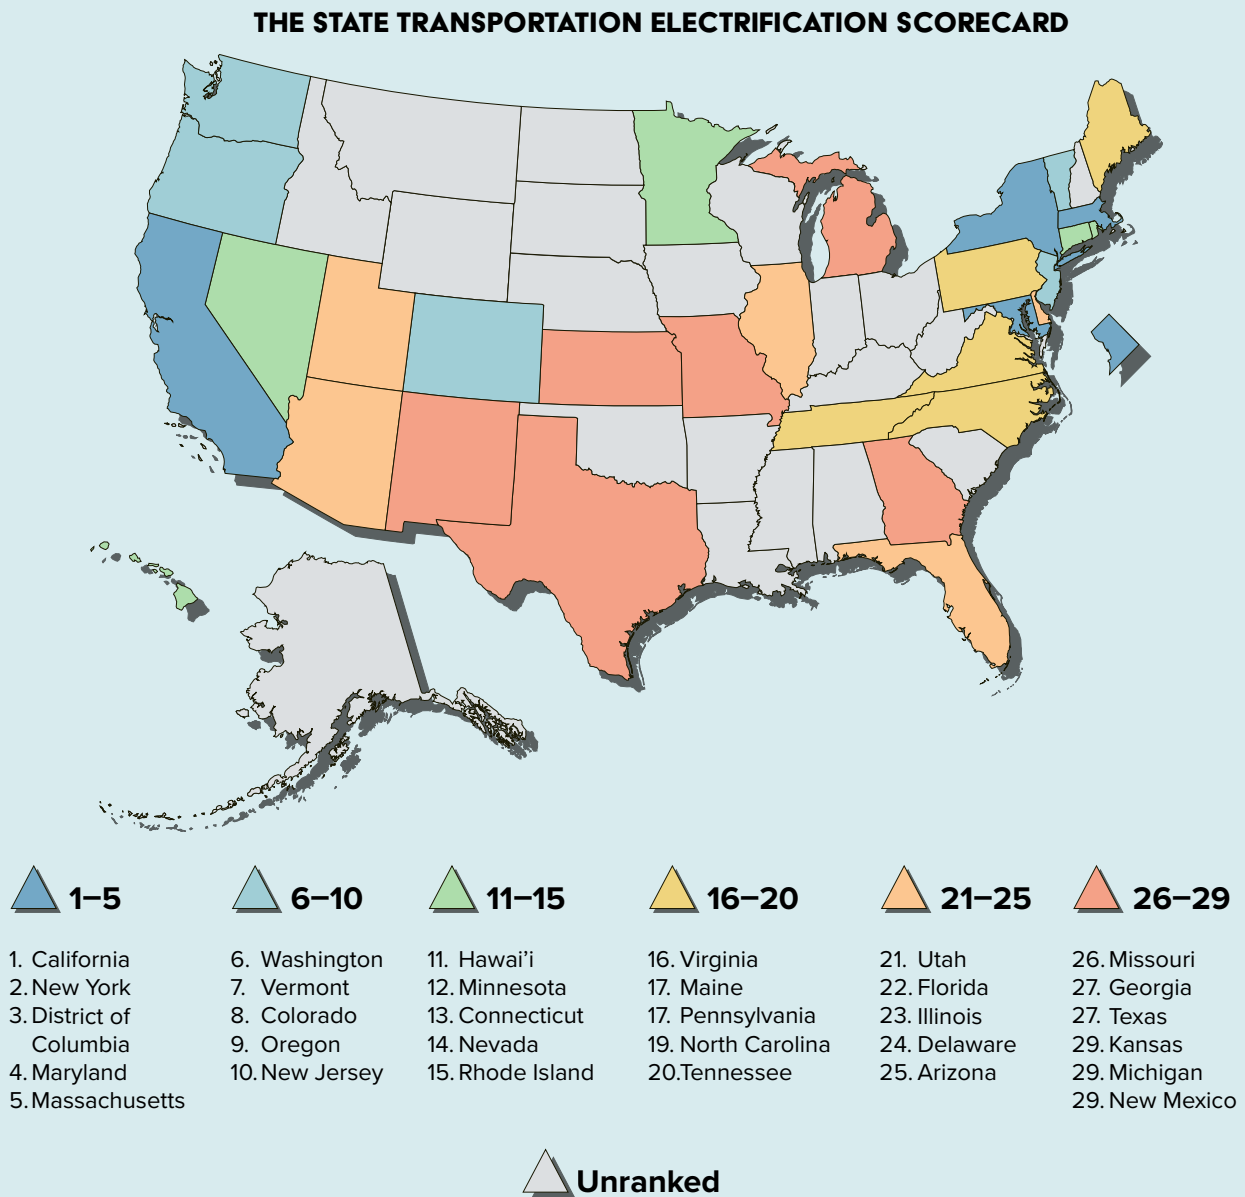 THE STATE TRANSPORTATION ELECTRIFICATION SCORECARD
1–5
1. California
2. New York
3. District of
Columbia
4. Maryland
5. Massachusetts
6–10
6. Washington
7. Vermont
8. Colorado
9. Oregon
10. New Jersey
11–15
11. Hawai'i
12. Minnesota
13. Connecticut
14. Nevada
15. Rhode Island
16–20
16. Virginia
17. Maine
17. Pennsylvania
19. North Carolina
20. Tennessee
21–25
21. Utah
22. Florida
23. Illinois
24. Delaware
25. Arizona
26–29
26. Missouri
27. Georgia
27. Texas
29. Kansas
29. Michigan
29. New Mexico
Unranked